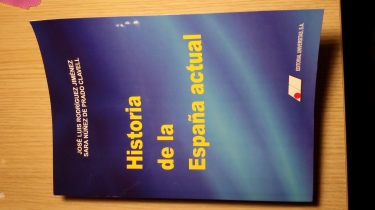 JOSÉ LUIS RODRÍGUEZ JIMÉNEZ
SARA NÚÑEZ DE PRADO CLAVELL
Historia
de la
España actual
EDITORIAL UNIVERSITAS, S.A.